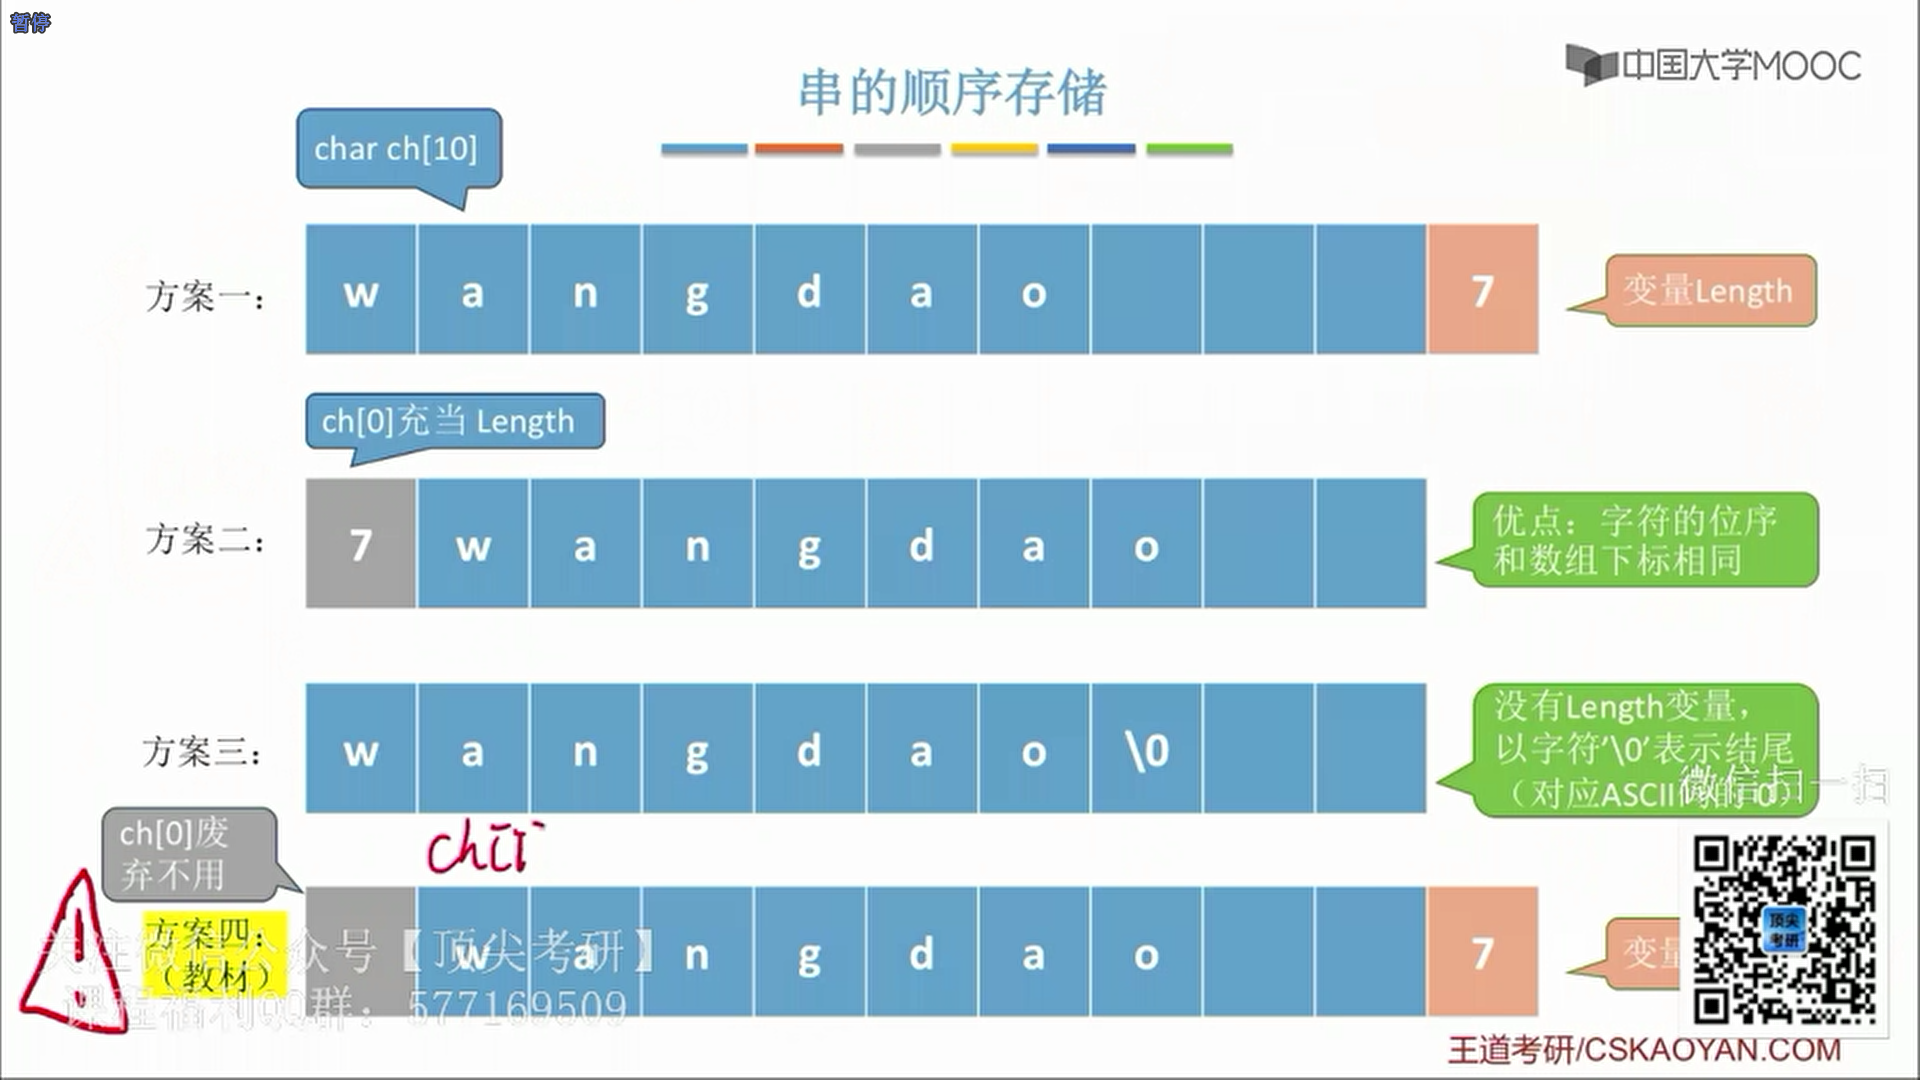 暂停
中国大学MOOC
串的顺序存储
char ch[10]
方案一：
w a n g d a o 7
变量Length
ch[0]充当 Length
方案二：
7 w a n g d a o
优点：字符的位序
和数组下标相同
方案三：
w a n g d a o \0
没有Length变量，
以字符'\0'表示结尾
（对应ASCII码的 0）
微信扫一扫
ch[0]废
弃不用
方案四：
（教材）
w a n g d a o 7
变量
关注微信公众号【顶尖考研】
课程福利QQ群：577169509
顶尖
考研
王道考研/CSKAOYAN.COM